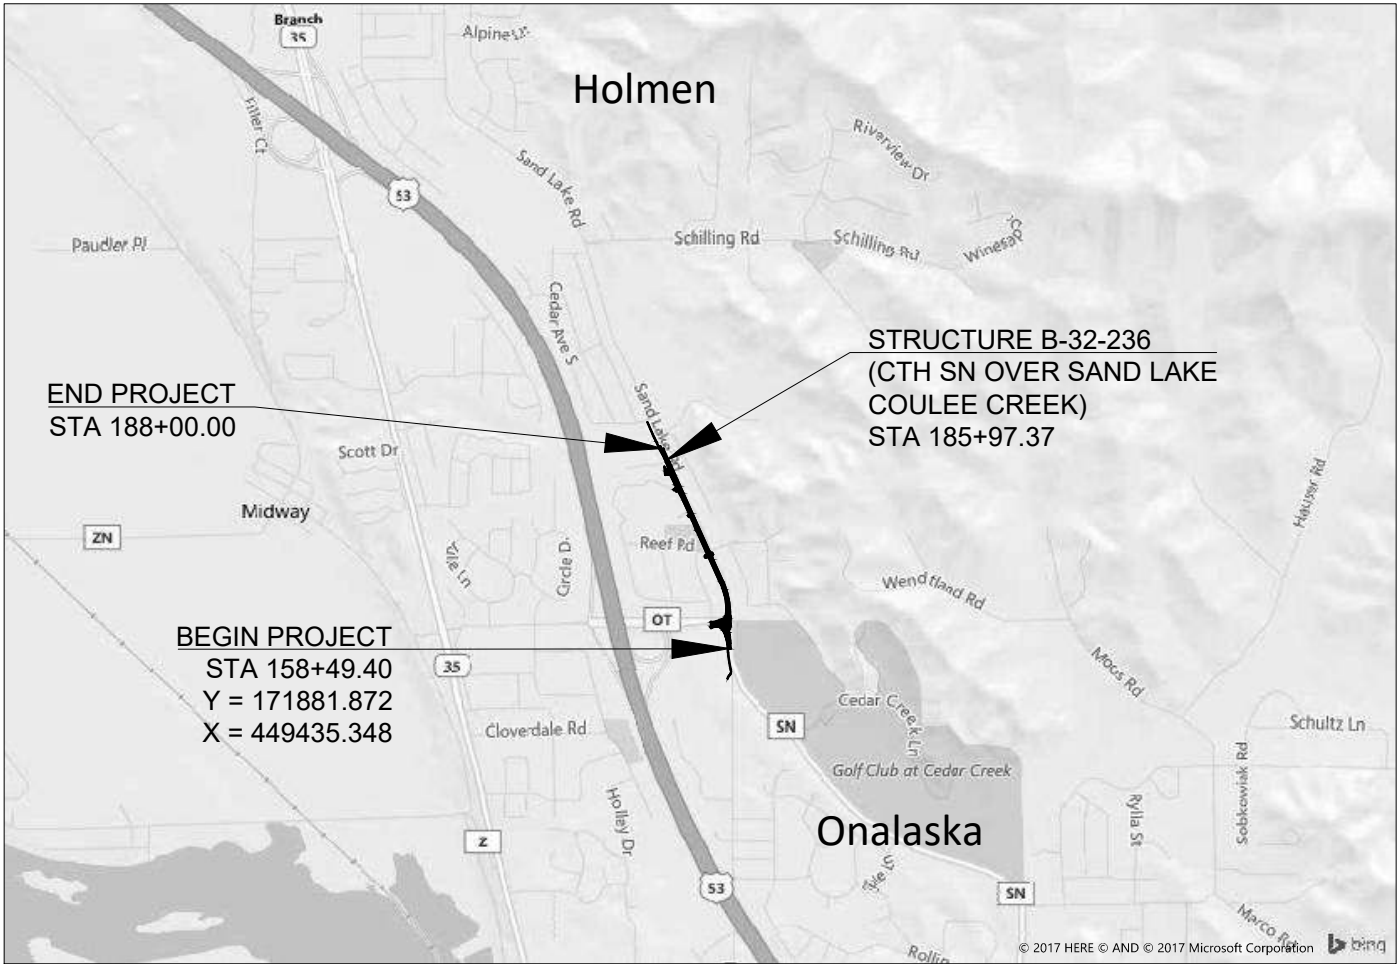 Branch
35
Alpine Dr
Holmen
Filler Ct
Riverview Dr
53
Sand Lake Rd
Paudler Pl
Schilling Rd
Schilling Rd
Winesap
Cedar Ave S
STRUCTURE B-32-236
(CTH SN OVER SAND LAKE
COULEE CREEK)
STA 185+97.37
END PROJECT
STA 188+00.00
Sand Lake Rd
Scott Dr
Midway
ZN
Hauser Rd
Reef Rd
Circle D
Wendtland Rd
OT
BEGIN PROJECT
STA 158+49.40
Y = 171881.872
X = 449435.348
35
Moos Rd
Cedar Creek Ln
SN
Cloverdale Rd
Schultz Ln
Golf Club at Cedar Creek
Sobkowiak Rd
Holley Dr
Rylla St
Onalaska
Z
53
SN
Marco Rd
Rollin
© 2017 HERE © AND © 2017 Microsoft Corporation
bing